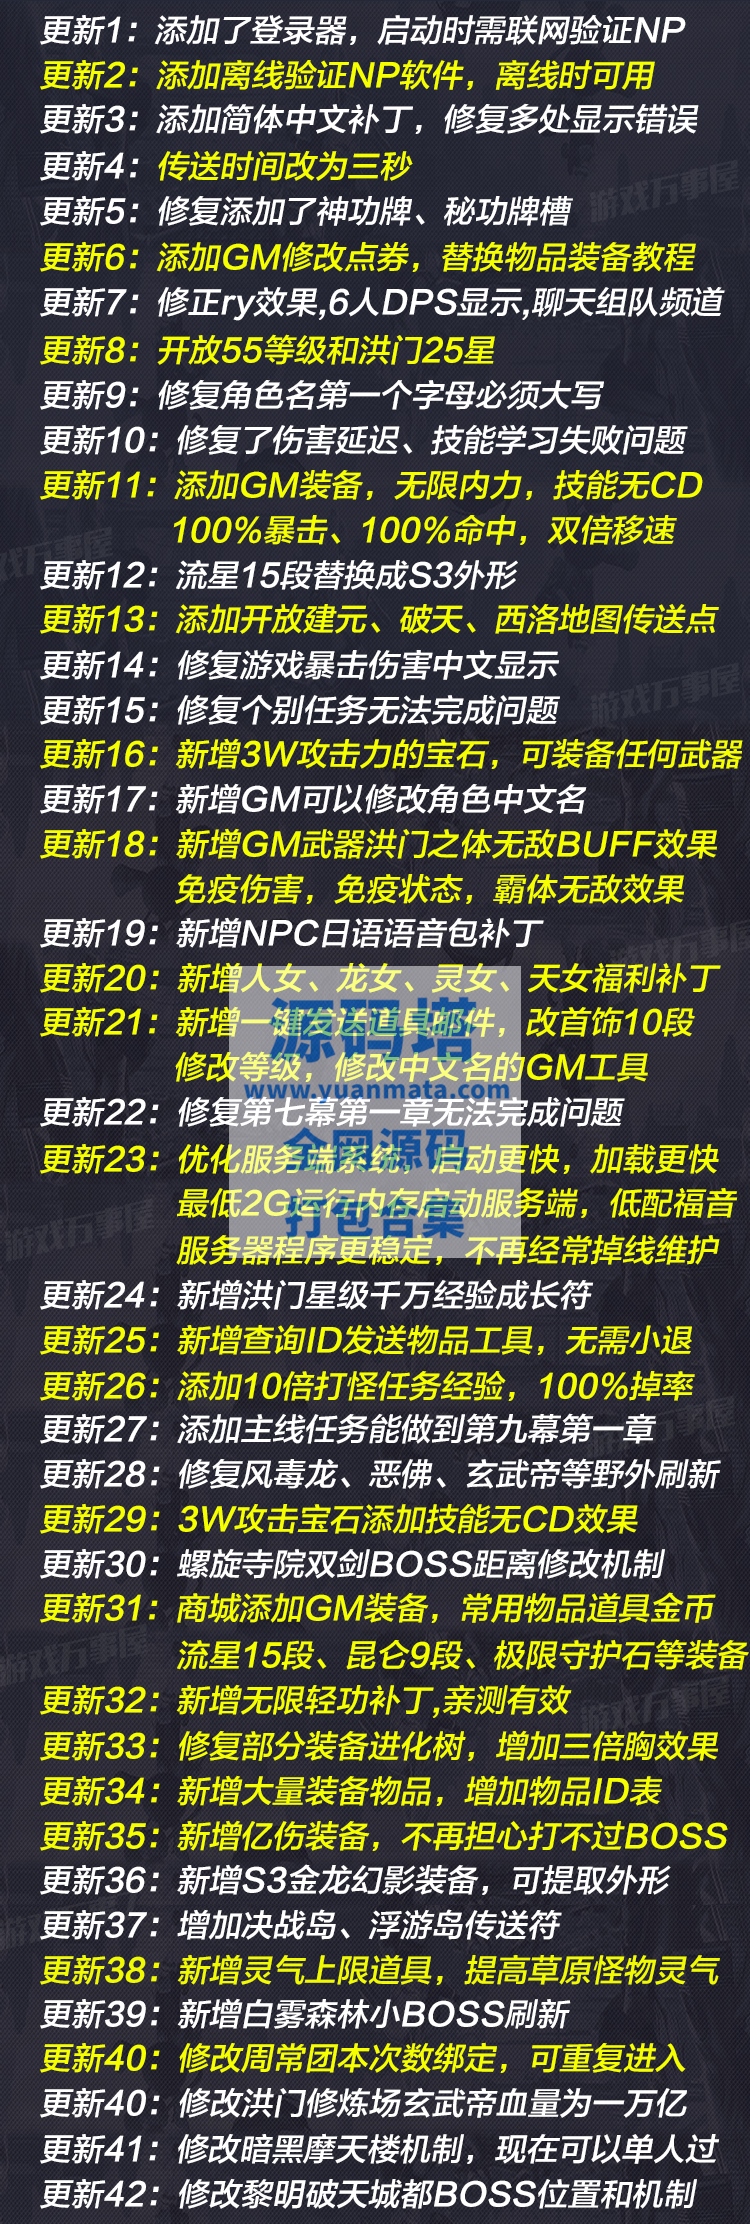 更新1：添加了登录器，启动时需联网验证NP
更新2：添加离线验证NP软件，离线时可用
更新3：添加简体中文补丁，修复多处显示错误
更新4：传送时间改为三秒
更新5：修复添加了神功牌、秘功牌槽
更新6：添加GM修改点券，替换物品装备教程
更新7：修正ry效果,6人DPS显示,聊天组队频道
更新8：开放55等级和洪门25星
更新9：修复角色名第一个字母必须大写
更新10：修复了伤害延迟、技能学习失败问题
更新11：添加GM装备，无限内力，技能无CD
100%暴击、100%命中，双倍移速
更新12：流星15段替换成S3外形
更新13：添加开放建元、破天、西洛地图传送点
更新14：修复游戏暴击伤害中文显示
更新15：修复个别任务无法完成问题
更新16：新增3W攻击力的宝石，可装备任何武器
更新17：新增GM可以修改角色中文名
更新18：新增GM武器洪门之体无敌BUFF效果
免疫伤害，免疫状态，霸体无敌效果
更新19：新增NPC日语语音包补丁
更新20：新增人女、龙女、灵女、天女福利补丁
更新21：新增一键发送道具邮件，改首饰10段
修改等级，修改中文名的GM工具
更新22：修复第七幕第一章无法完成问题
更新23：优化服务端系统，启动更快，加载更快
最低2G运行内存启动服务端，低配福音
服务器程序更稳定，不再经常掉线维护
更新24：新增洪门星级千万经验成长符
更新25：新增查询ID发送物品工具，无需小退
更新26：添加10倍打怪任务经验，100%掉率
更新27：添加主线任务能做到第九幕第一章
更新28：修复风毒龙、恶佛、玄武帝等野外刷新
更新29：3W攻击宝石添加技能无CD效果
更新30：螺旋寺院双剑BOSS距离修改机制
更新31：商城添加GM装备，常用物品道具金币
流星15段、昆仑9段、极限守护石等装备
更新32：新增无限轻功补丁,亲测有效
更新33：修复部分装备进化树，增加三倍胸效果
更新34：新增大量装备物品，增加物品ID表
更新35：新增亿伤装备，不再担心打不过BOSS
更新36：新增S3金龙幻影装备，可提取外形
更新37：增加决战岛、浮游岛传送符
更新38：新增灵气上限道具，提高草原怪物灵气
更新39：新增白雾森林小BOSS刷新
更新40：修改周常团本次数绑定，可重复进入
更新40：修改洪门修炼场玄武帝血量为一万亿
更新41：修改暗黑摩天楼机制，现在可以单人过
更新42：修改黎明破天城都BOSS位置和机制
源码塔
www.yuanmata.com
全网源码
打包合集
游戏万事屋
游戏万事屋
游戏万事屋
游戏万事屋